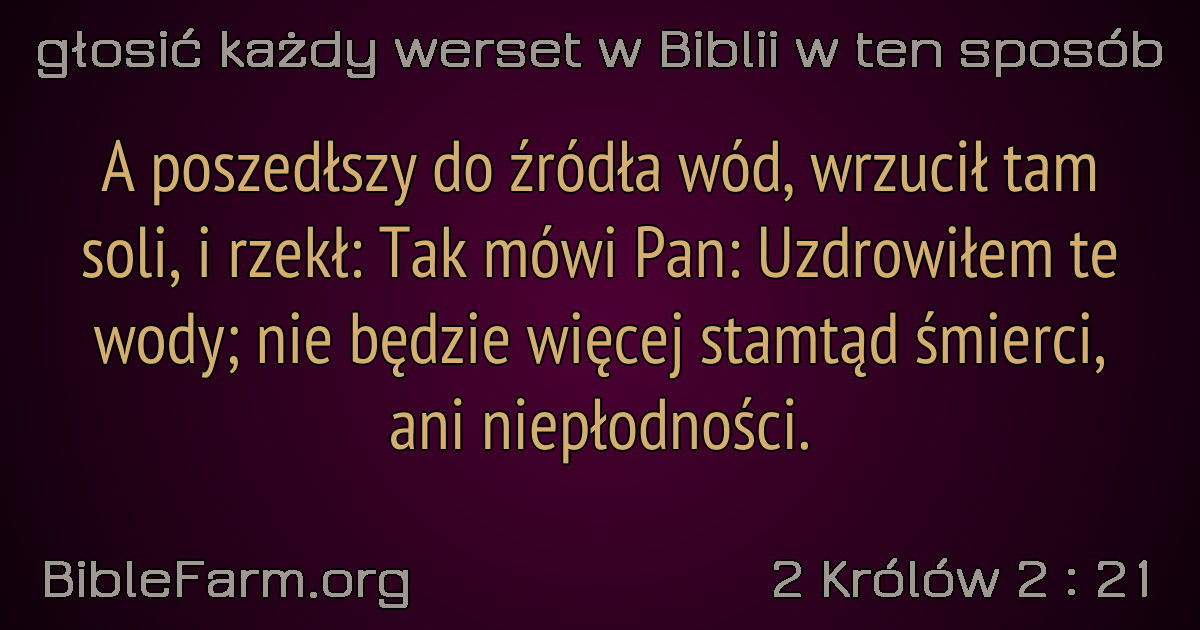 głosić każdy werset w Biblii w ten sposób
A poszedłszy do źródła wód, wrzucił tam
soli, i rzekł: Tak mówi Pan: Uzdrowiłem te
wody; nie będzie więcej stamtąd śmierci,
ani niepłodności.
BibleFarm.org
2 Królów 2 : 21